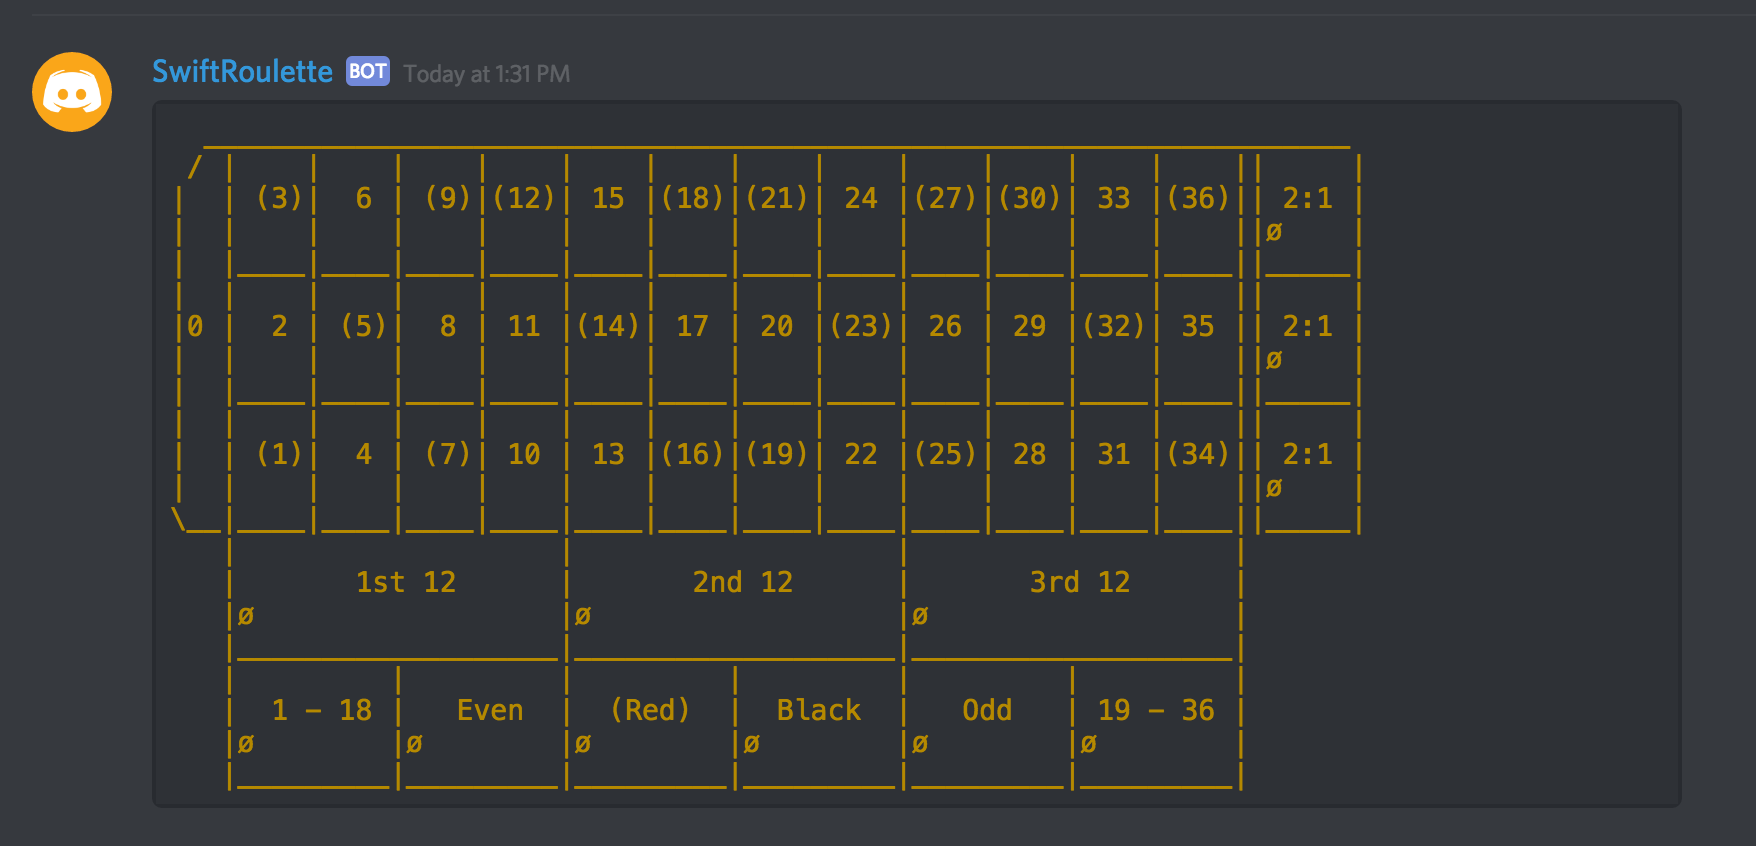 SwiftRoulette BOT Today at 1:31 PM
(3) 6 (9) (12) 15 (18) (21) 24 (27) (30) 33 (36) 2:1
Ø
0 2 (5) 8 11 (14) 17 20 (23) 26 29 (32) 35 2:1
Ø
(1) 4 (7) 10 13 (16) (19) 22 (25) 28 31 (34) 2:1
Ø
1st 12 2nd 12 3rd 12
Ø Ø Ø
1 - 18 Even (Red) Black Odd 19 - 36
Ø Ø Ø Ø Ø Ø